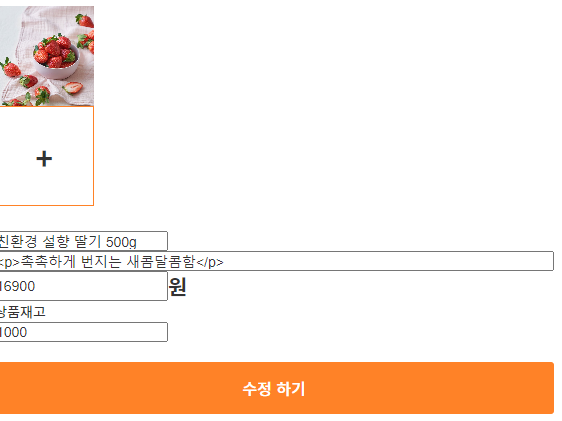 +
친환경 설향 딸기 500g
<p>촉촉하게 번지는 새콤달콤함</p>
16900 원
상품재고
1000
수정 하기